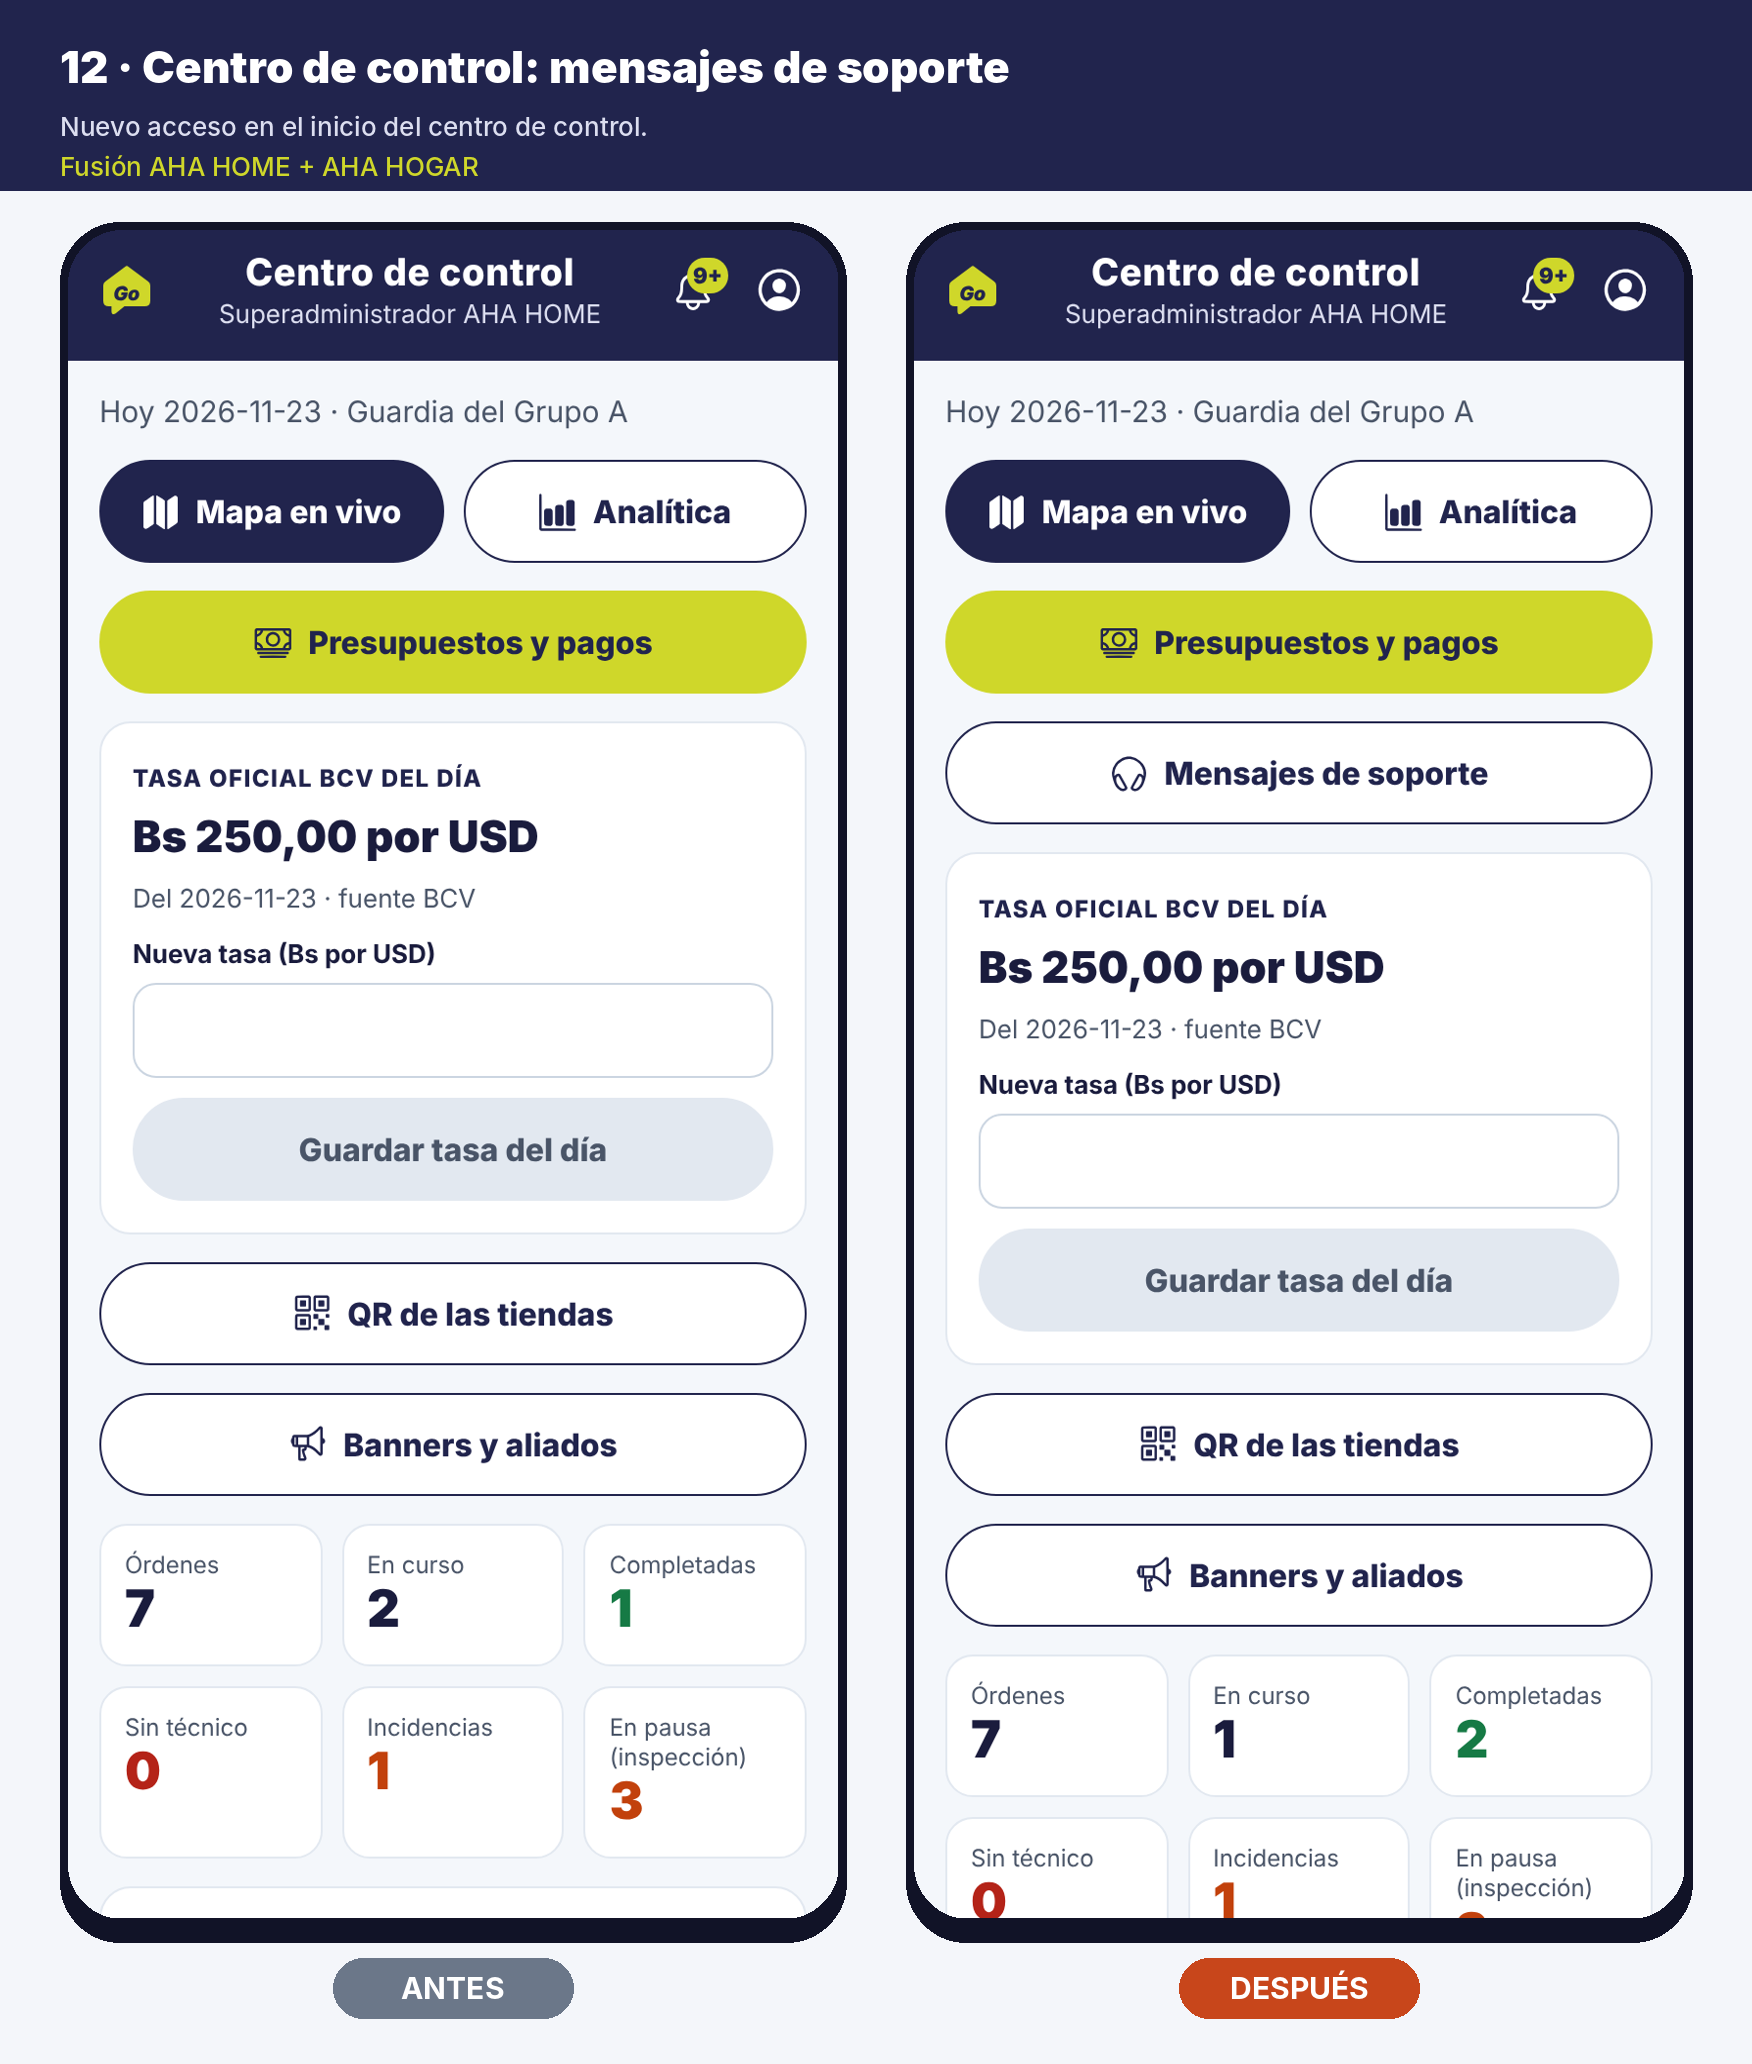 12 · Centro de control: mensajes de soporte
Nuevo acceso en el inicio del centro de control.
Fusión AHA HOME + AHA HOGAR
Go
Centro de control
Superadministrador AHA HOME
9+
Hoy 2026-11-23 · Guardia del Grupo A
Mapa en vivo
Analítica
Presupuestos y pagos
TASA OFICIAL BCV DEL DÍA
Bs 250,00 por USD
Del 2026-11-23 · fuente BCV
Nueva tasa (Bs por USD)
Guardar tasa del día
QR de las tiendas
Banners y aliados
Órdenes
7
En curso
2
Completadas
1
Sin técnico
0
Incidencias
1
En pausa
(inspección)
3
ANTES
Go
Centro de control
Superadministrador AHA HOME
9+
Hoy 2026-11-23 · Guardia del Grupo A
Mapa en vivo
Analítica
Presupuestos y pagos
Mensajes de soporte
TASA OFICIAL BCV DEL DÍA
Bs 250,00 por USD
Del 2026-11-23 · fuente BCV
Nueva tasa (Bs por USD)
Guardar tasa del día
QR de las tiendas
Banners y aliados
Órdenes
7
En curso
1
Completadas
2
Sin técnico
0
Incidencias
1
En pausa
(inspección)
DESPUÉS